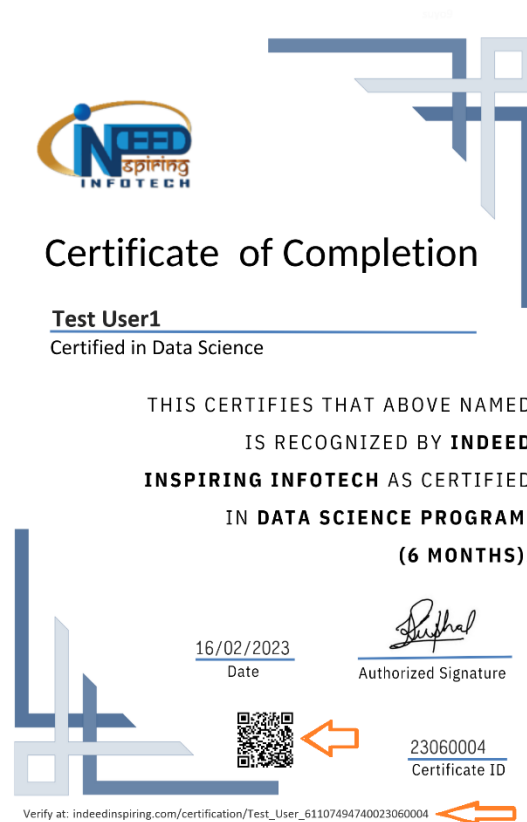 INDEED
Nspiring
INFOTECH
Certificate of Completion
Test User1
Certified in Data Science
THIS CERTIFIES THAT ABOVE NAMED
IS RECOGNIZED BY INDEED
INSPIRING INFOTECH AS CERTIFIED
IN DATA SCIENCE PROGRAM
(6 MONTHS)
16/02/2023
Date
Authorized Signature
23060004
Certificate ID
Verify at: indeedinspiring.com/certification/Test_User_61107494740023060004